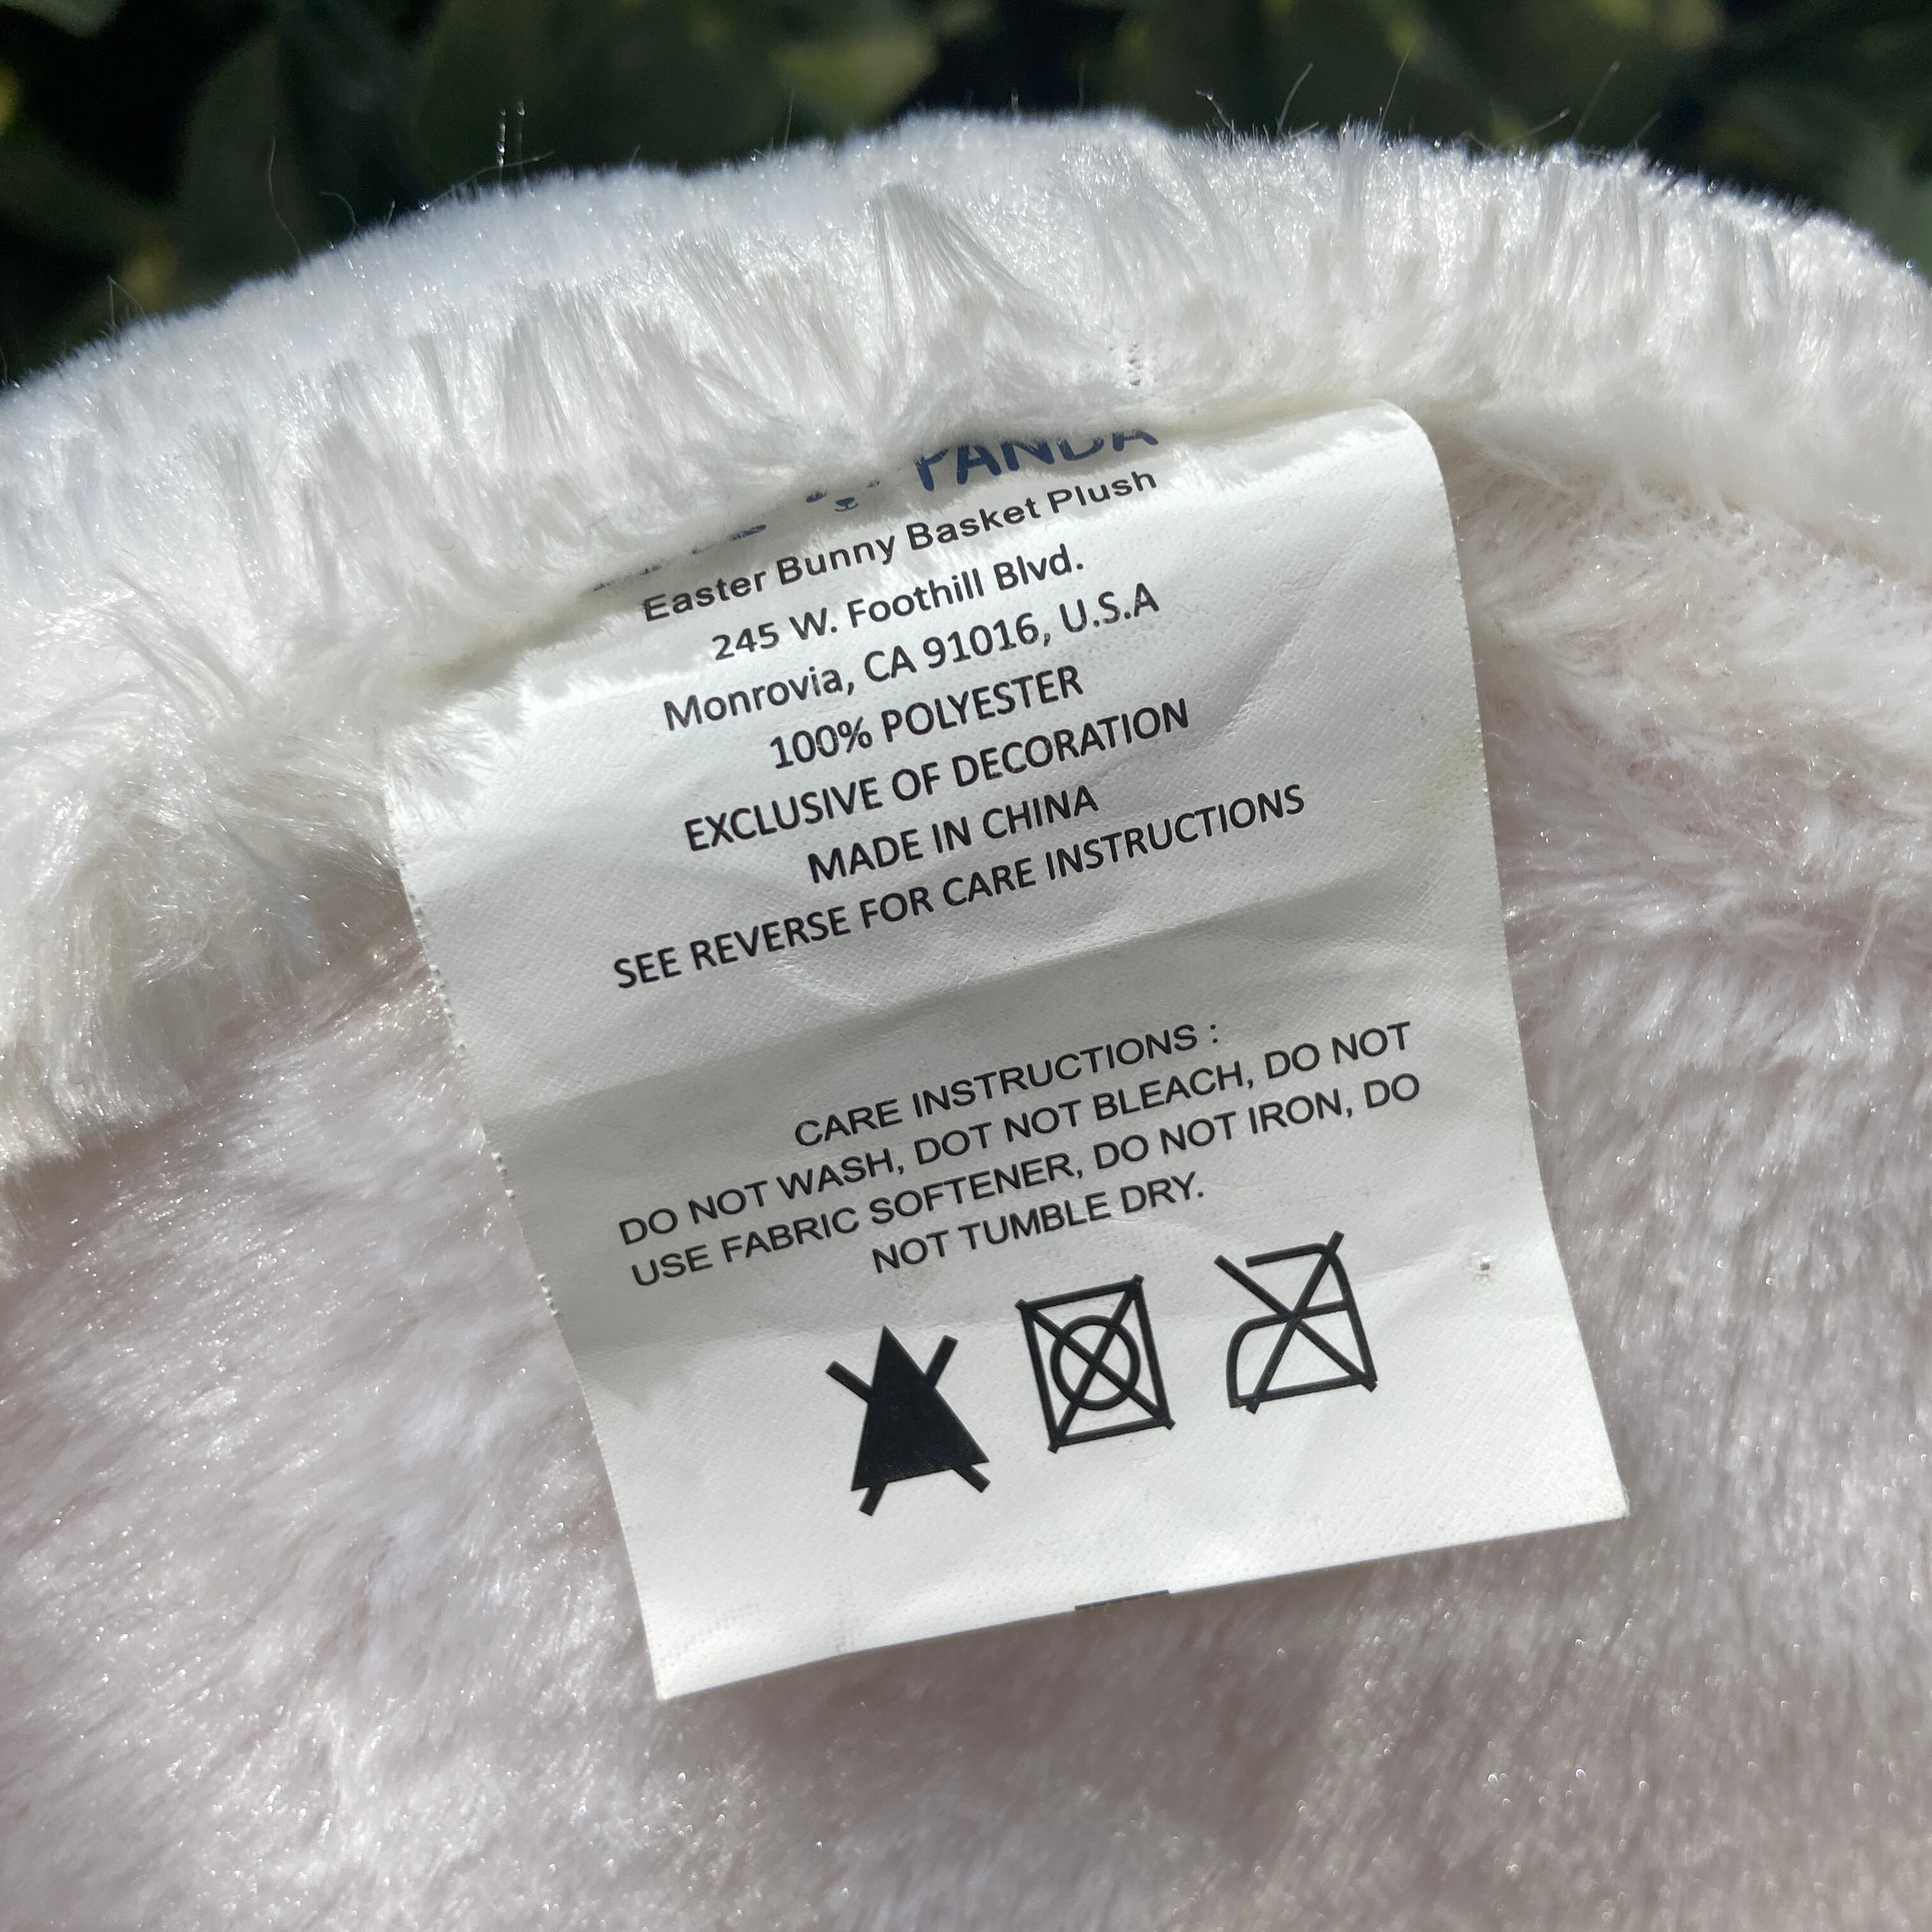 PANDA
Easter Bunny Basket Plush
245 W. Foothill Blvd.
Monrovia, CA 91016, U.S.A
100% POLYESTER
EXCLUSIVE OF DECORATION
MADE IN CHINA
SEE REVERSE FOR CARE INSTRUCTIONS
CARE INSTRUCTIONS :
DO NOT WASH, DOT NOT BLEACH, DO NOT
USE FABRIC SOFTENER, DO NOT IRON, DO
NOT TUMBLE DRY.